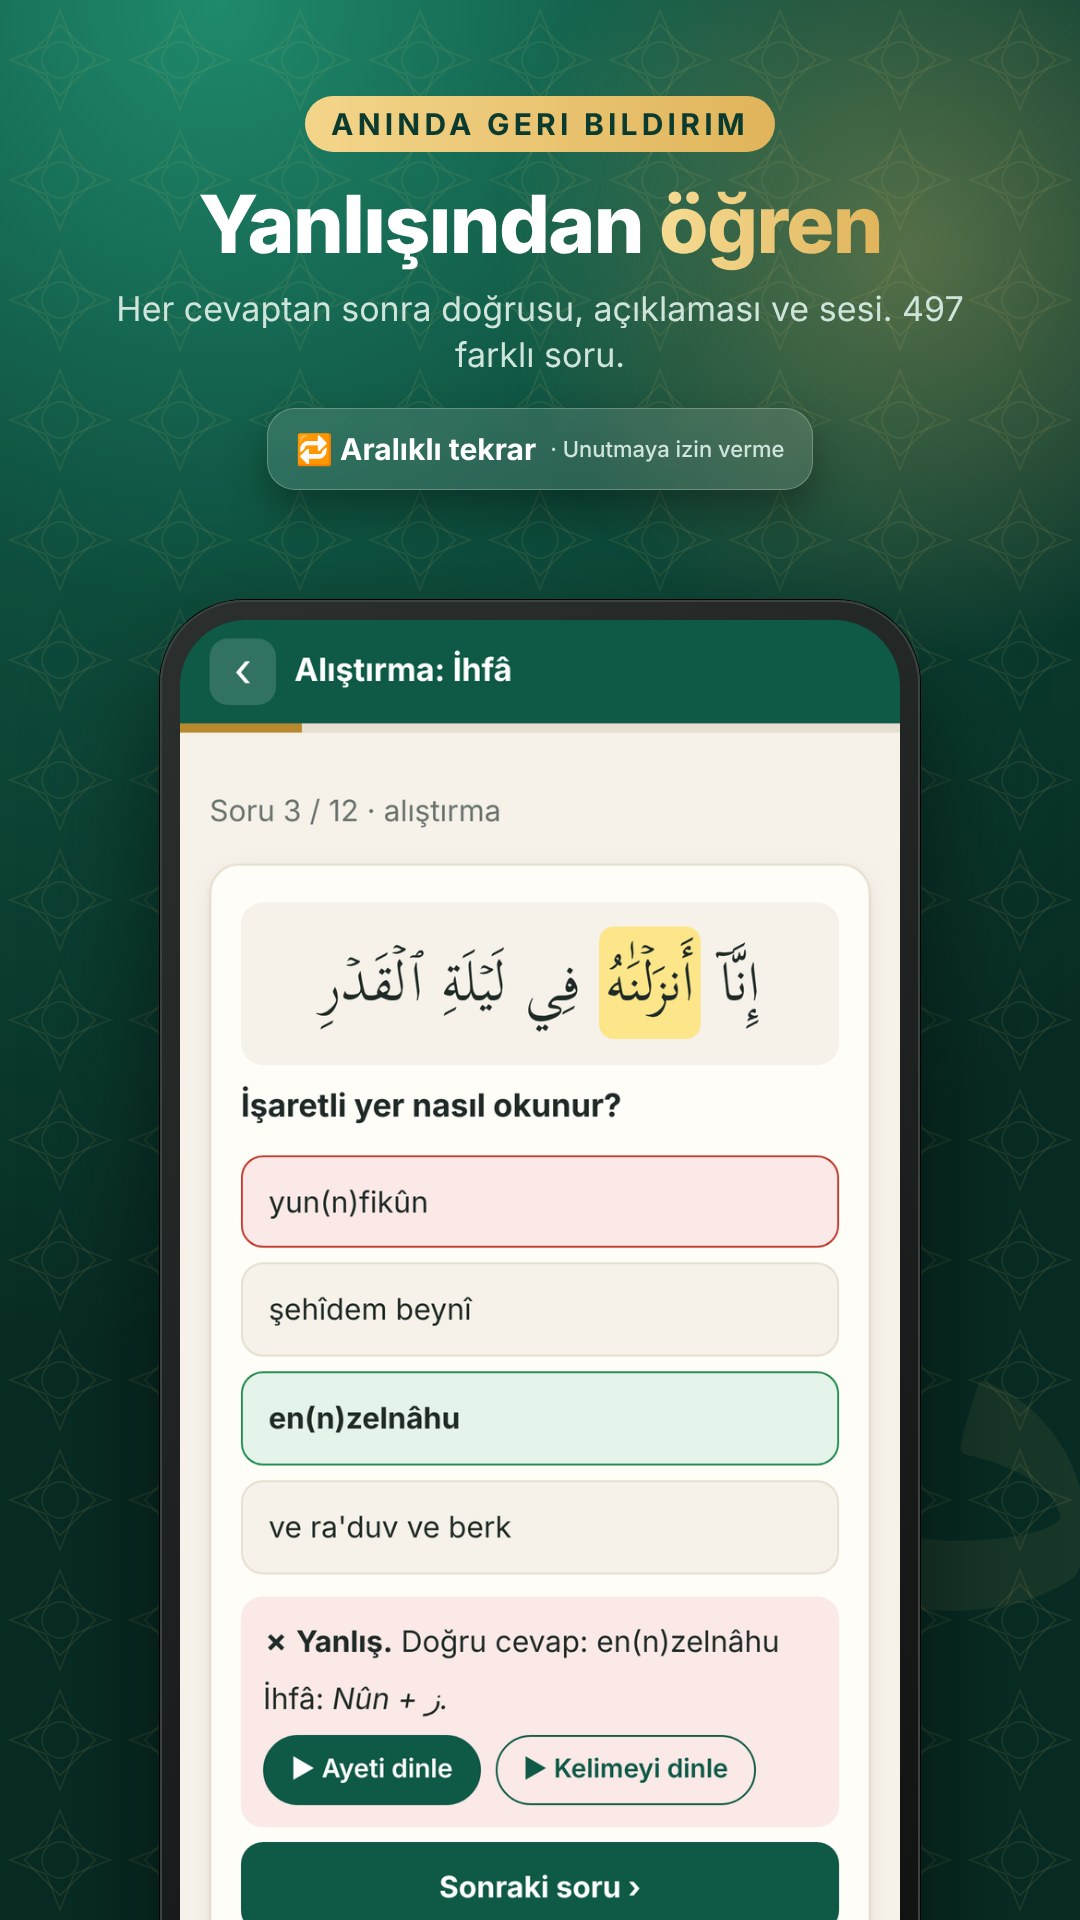 ANINDA GERI BILDIRIM
Yanlışından öğren
Her cevaptan sonra doğrusu, açıklaması ve sesi. 497
farklı soru.
🔁 Aralıklı tekrar · Unutmaya izin verme
‹ Alıştırma: İhfâ
Soru 3 / 12 · alıştırma
إِنَّآ أَنزَلْنَٰهُ فِي لَيْلَةِ ٱلْقَدْرِ
İşaretli yer nasıl okunur?
yun(n)fikûn
şehîdem beynî
en(n)zelnâhu
ve ra'duv ve berk
× Yanlış. Doğru cevap: en(n)zelnâhu
İhfâ: Nûn + ز.
▶ Ayeti dinle ▶ Kelimeyi dinle
Sonraki soru ›